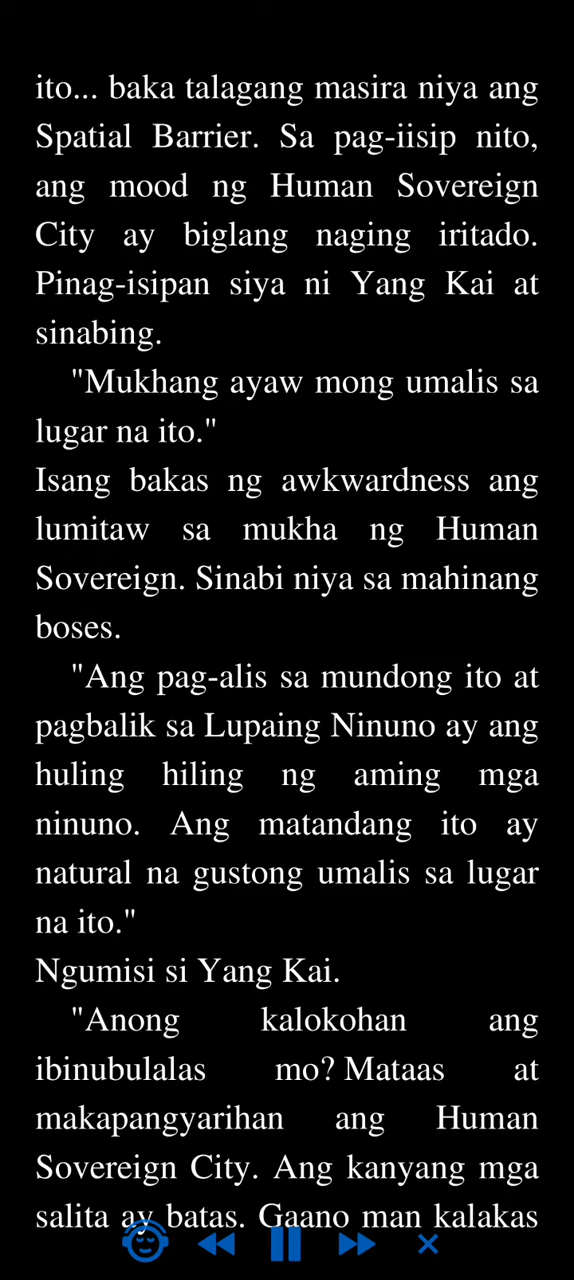 ito... baka talagang masira niya ang
Spatial Barrier. Sa pag-iisip nito,
ang mood ng Human Sovereign
City ay biglang naging iritado.
Pinag-isipan siya ni Yang Kai at
sinabing.
"Mukhang ayaw mong umalis sa
lugar na ito."
Isang bakas ng awkwardness ang
lumitaw sa mukha ng Human
Sovereign. Sinabi niya sa mahinang
boses.
"Ang pag-alis sa mundong ito at
pagbalik sa Lupaing Ninuno ay ang
huling hiling ng aming mga
ninuno. Ang matandang ito ay
natural na gustong umalis sa lugar
na ito."
Ngumisi si Yang Kai.
"Anong kalokohan ang
ibinubulalas mo? Mataas at
makapangyarihan ang Human
Sovereign City. Ang kanyang mga
salita ay batas. Gaano man kalakas